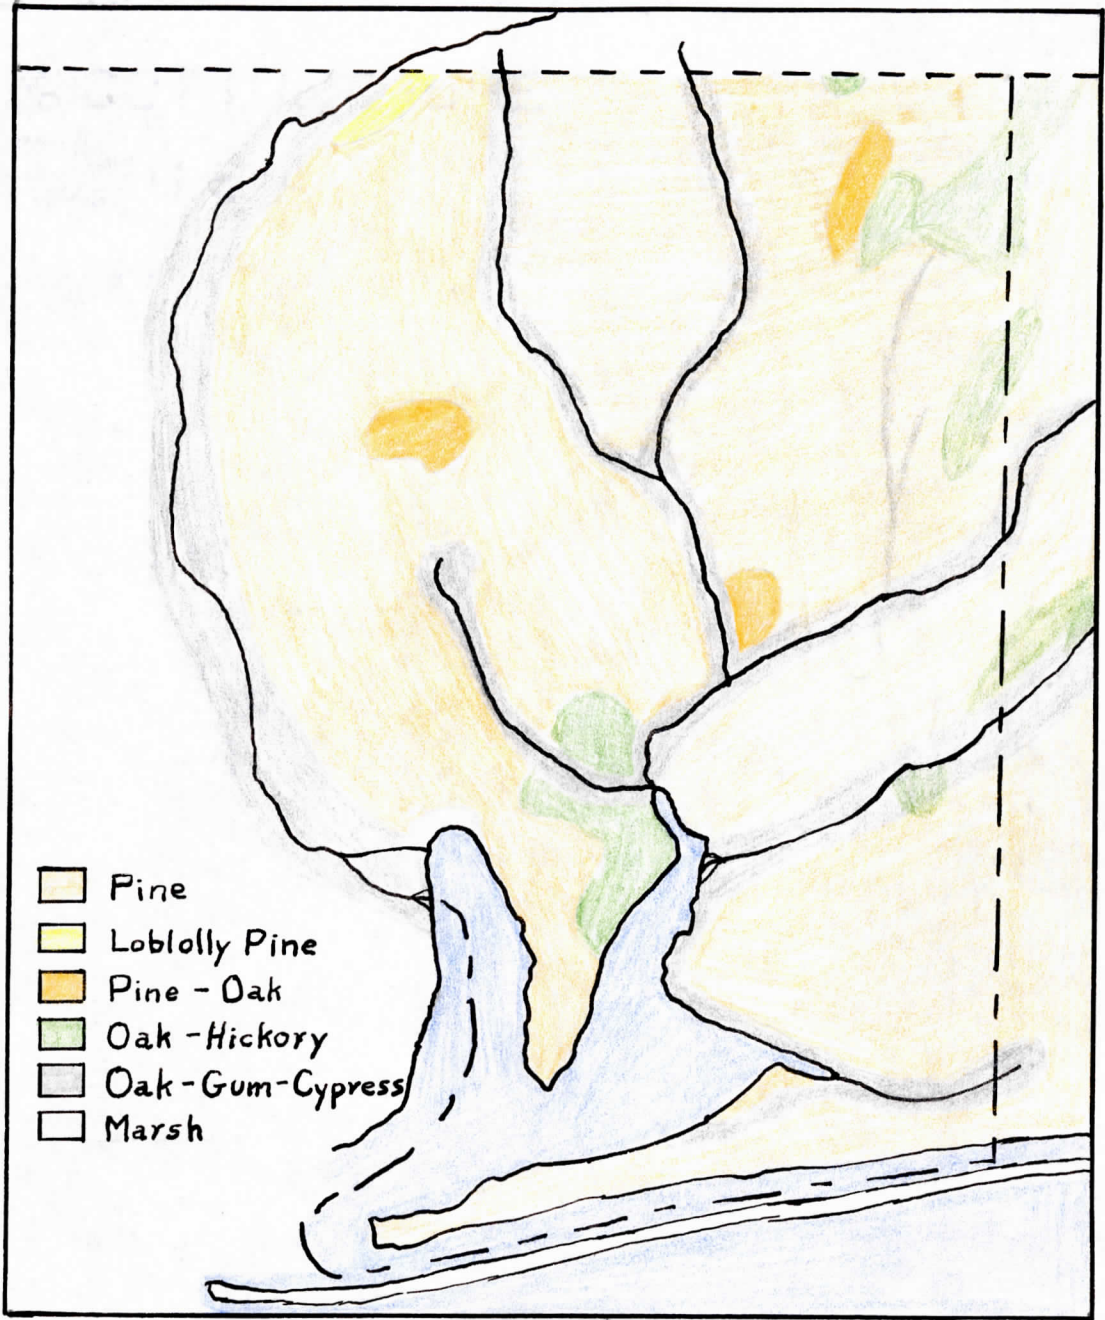 Pine
Loblolly Pine
Pine - Oak
Oak - Hickory
Oak-Gum-Cypress
Marsh